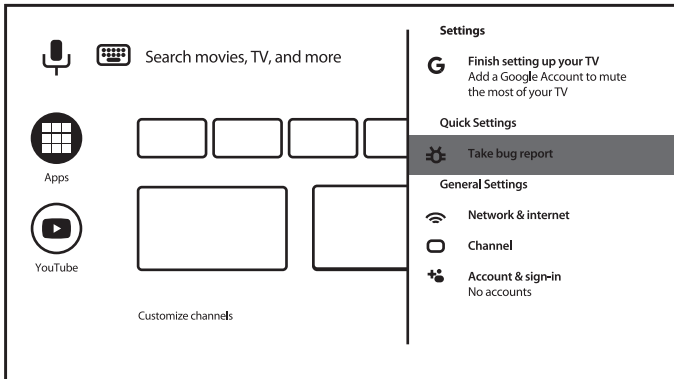 Search movies, TV, and more
Apps
YouTube
Customize channels
Settings
G
Finish setting up your TV
Add a Google Account to mute
the most of your TV
Quick Settings
Take bug report
General Settings
Network & internet
Channel
Account & sign-in
No accounts